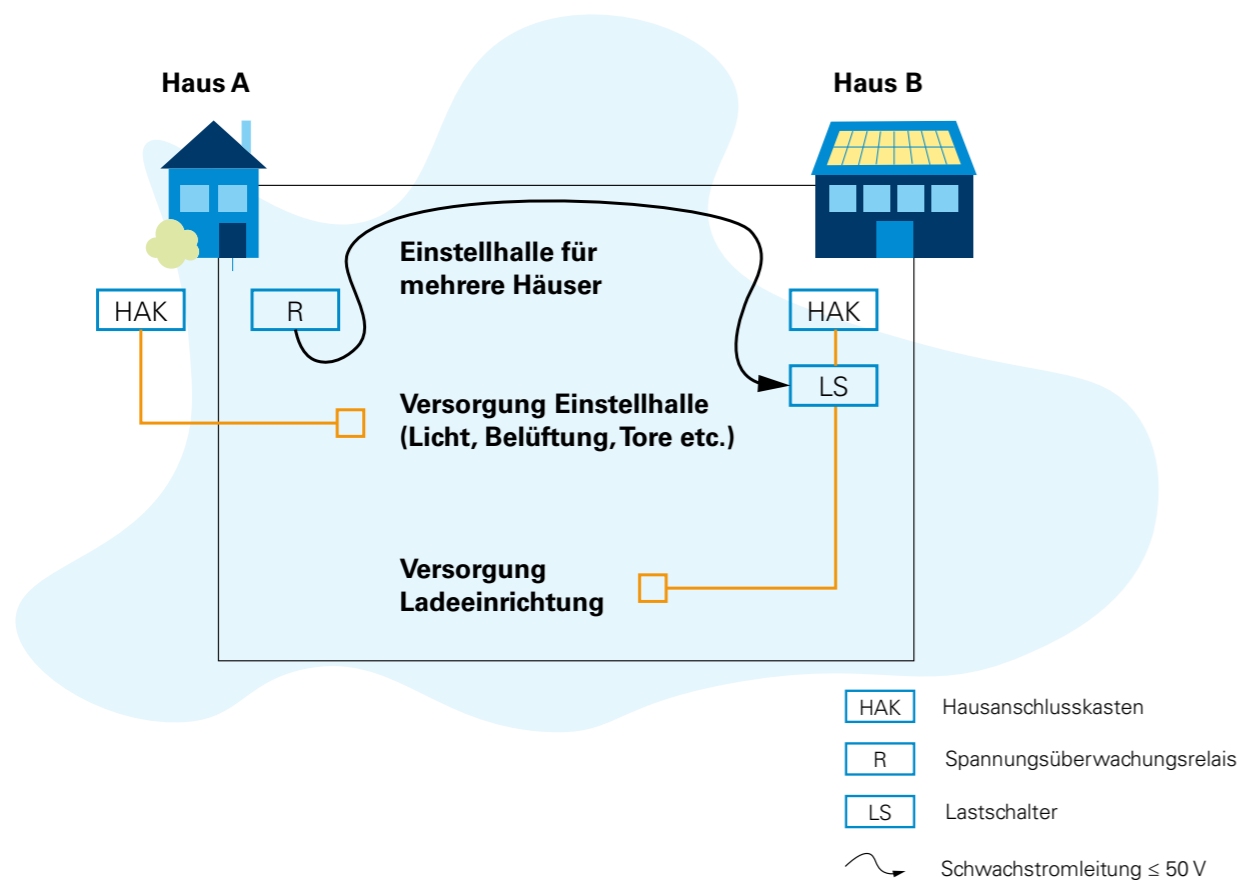 Haus A
Haus B
Einstellhalle für
mehrere Häuser
HAK
R
HAK
LS
Versorgung Einstellhalle
(Licht, Belüftung, Tore etc.)
Versorgung
Ladeeinrichtung
HAK Hausanschlusskasten
R Spannungsüberwachungsrelais
LS Lastschalter
Schwachstromleitung ≤ 50 V